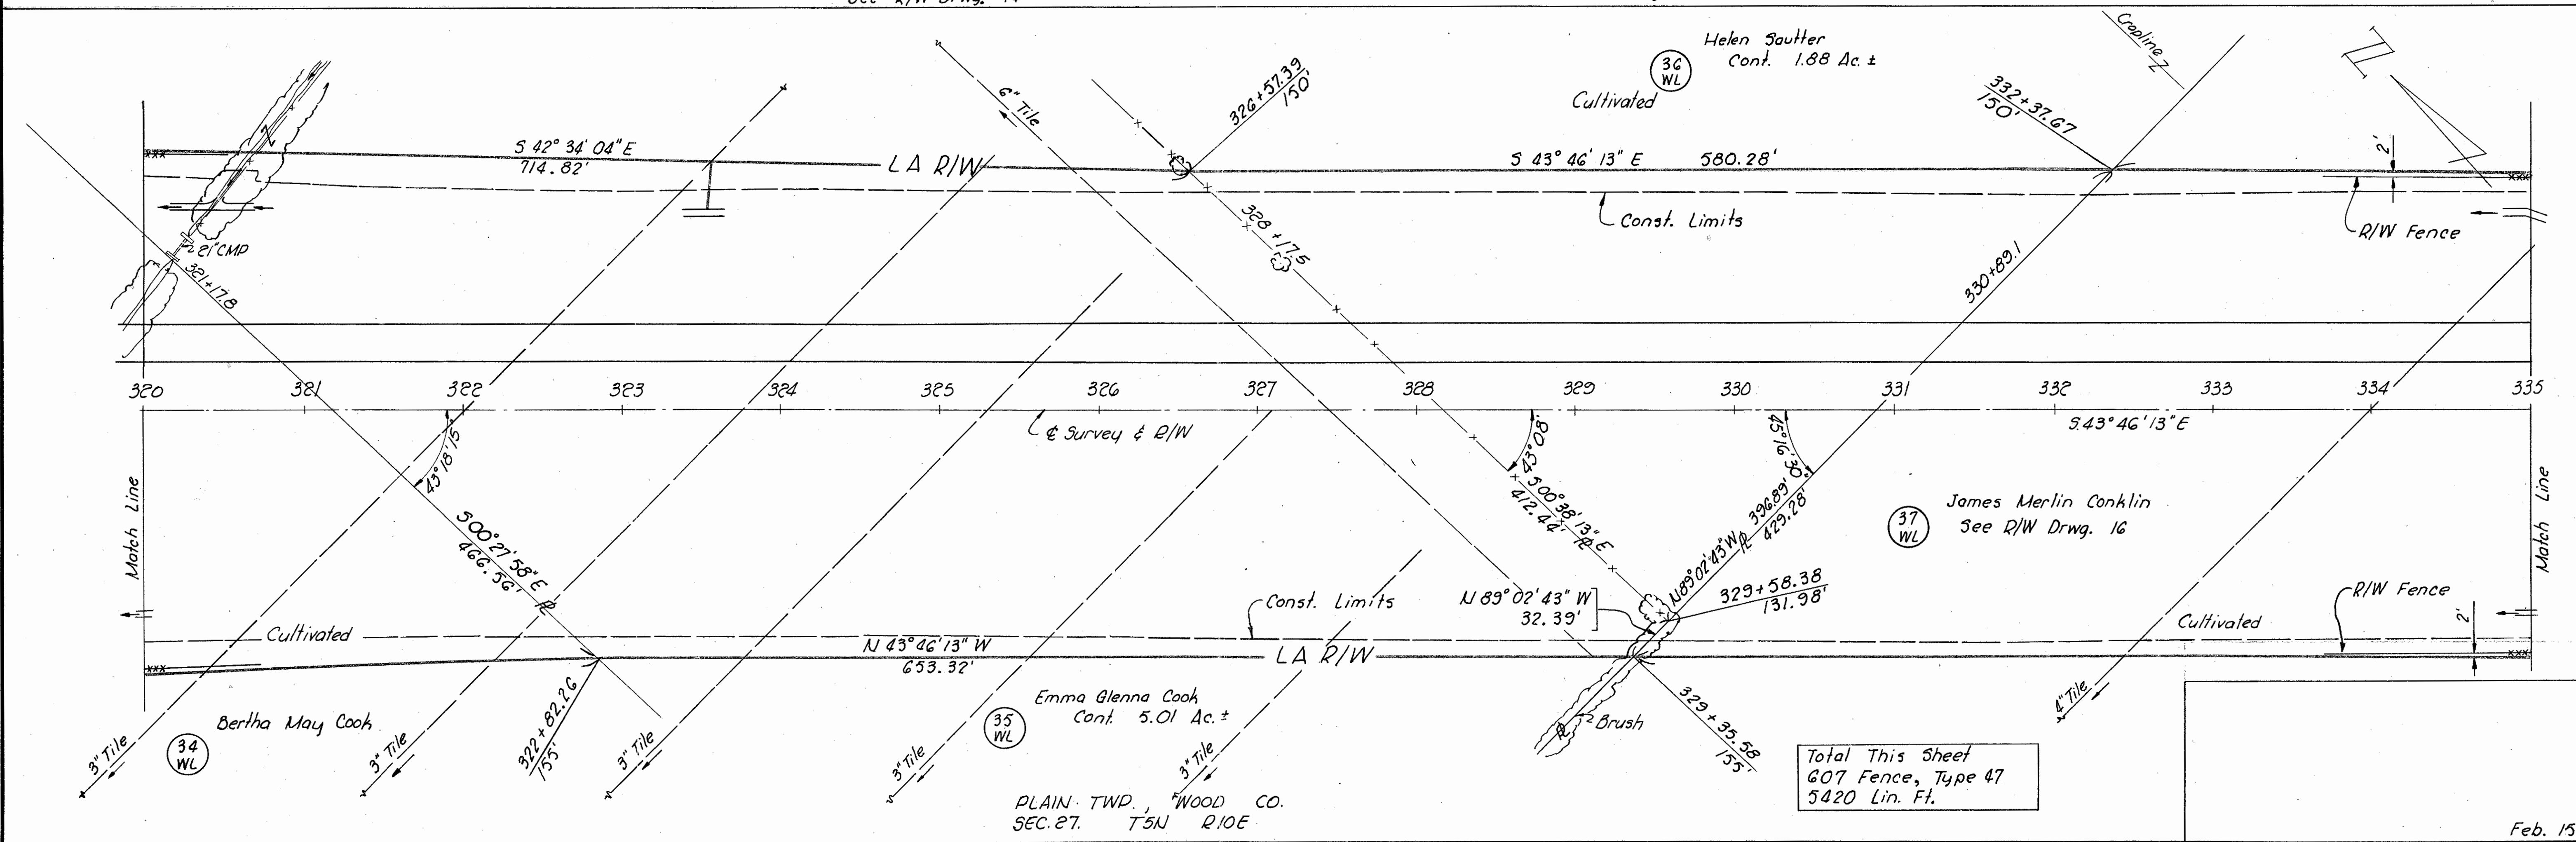 Helen Sautter
Cont. 1.88 Ac. ±
36
WL
Cultivated
Cropline
332+37.67
150'
326+57.39
150'
6" Tile
S 42° 34' 04" E
714.82'
LA R/W
S 43° 46' 13" E 580.28'
2'
R/W Fence
Const. Limits
328+17.5
330+89.1
21" CMP
321+17.8
320 321 322 323 324 325 326 327 328 329 330 331 332 333 334 335
S 43° 46' 13" E
℄ Survey & R/W
43° 18' 15"
43° 08'
45° 16' 30"
Match Line
Match Line
S 00° 27' 58" E
466.56'
S 00° 38' 13" E
412.44'
N 89° 02' 43" W
396.89'
429.28'
37
WL
James Merlin Conklin
See R/W Drwg. 16
N 89° 02' 43" W
32.39'
329+58.38
131.98'
Const. Limits
R/W Fence
2'
Cultivated
Cultivated
N 43° 46' 13" W
653.32'
LA R/W
322+82.26
155'
329+35.58
155'
Brush
4" Tile
Bertha May Cook
34
WL
Emma Glenna Cook
Cont. 5.01 Ac. ±
35
WL
3" Tile
3" Tile
3" Tile
3" Tile
3" Tile
Total This Sheet
607 Fence, Type 47
5420 Lin. Ft.
PLAIN TWP., WOOD CO.
SEC. 27. T5N R10E
Feb. 15